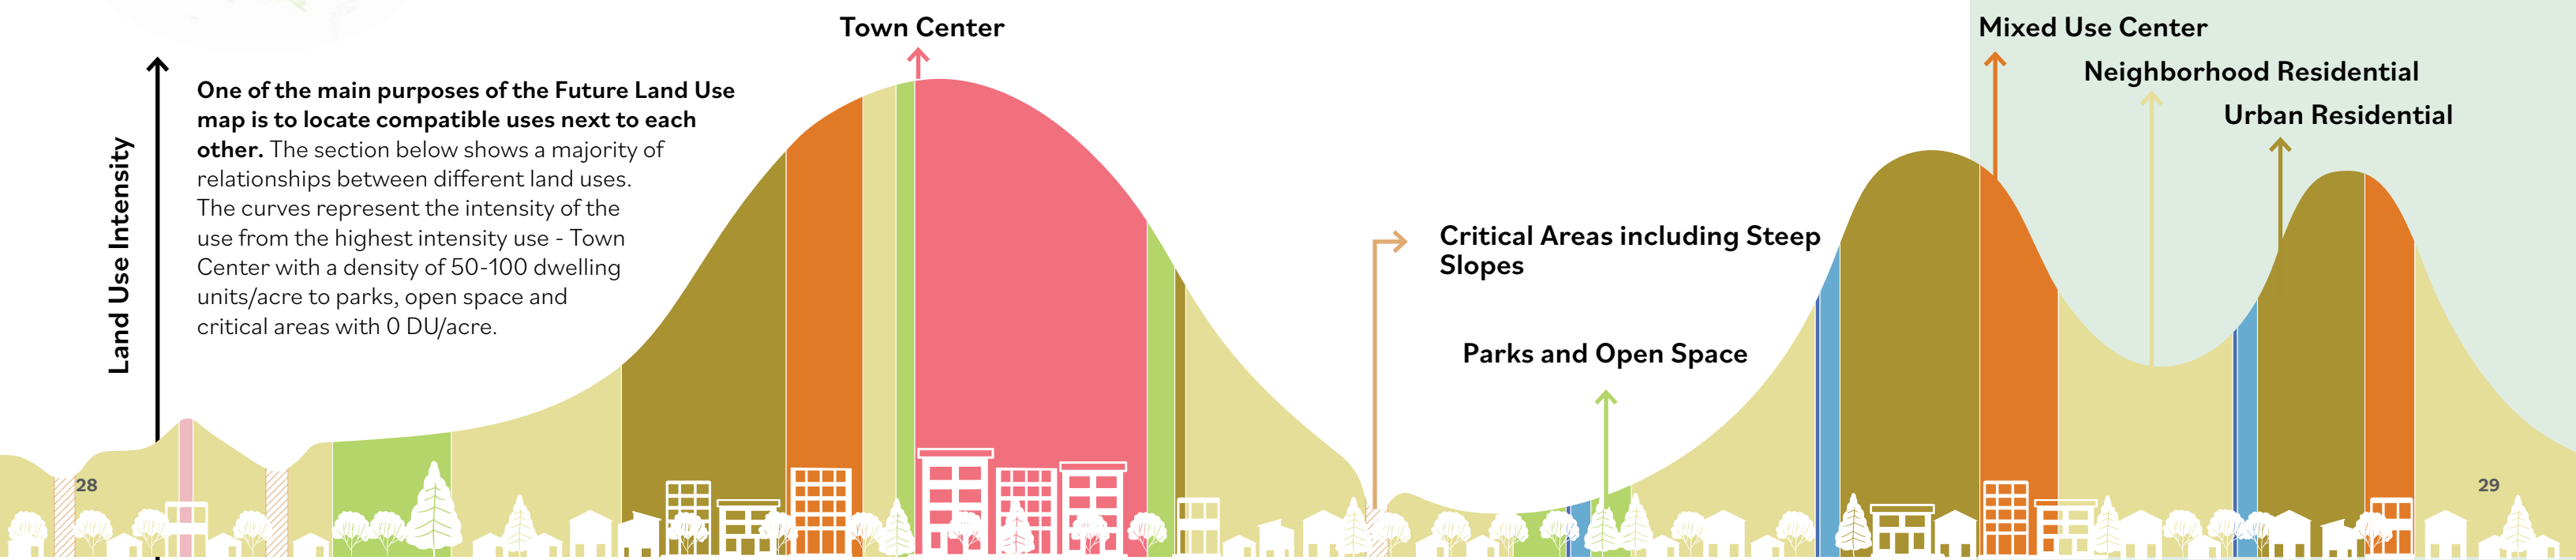 Town Center
Mixed Use Center
Neighborhood Residential
Urban Residential
Land Use Intensity
One of the main purposes of the Future Land Use
map is to locate compatible uses next to each
other. The section below shows a majority of
relationships between different land uses.
The curves represent the intensity of the
use from the highest intensity use - Town
Center with a density of 50-100 dwelling
units/acre to parks, open space and
critical areas with 0 DU/acre.
Critical Areas including Steep
Slopes
Parks and Open Space
28
29